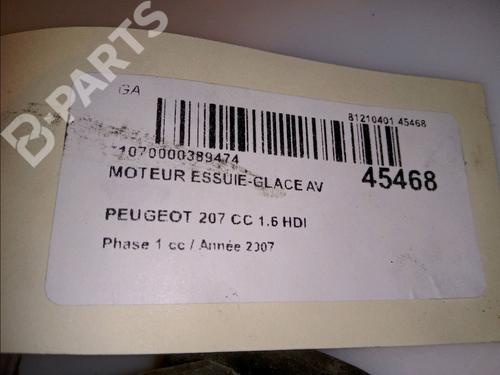 B-PARTS
GA
81210401 45468
1070000389474
MOTEUR ESSUIE-GLACE AV
45468
PEUGEOT 207 CC 1.6 HDI
Phase 1 cc / Année 2007